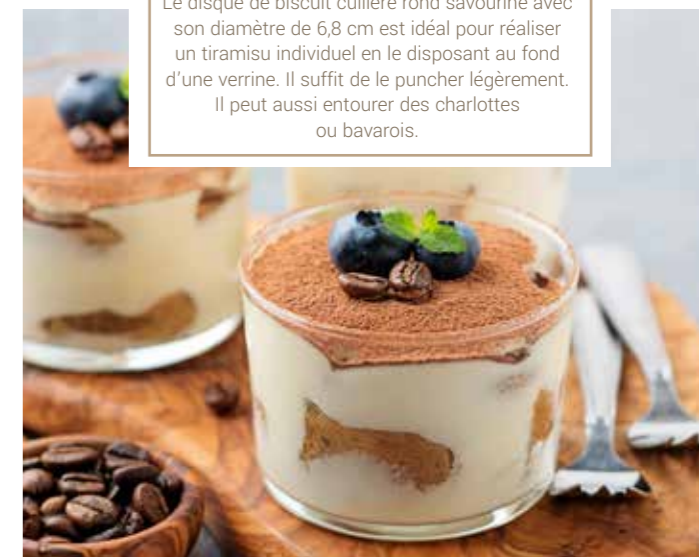 Le disque de biscuit cuillère rond savourine avec
son diamètre de 6,8 cm est idéal pour réaliser
un tiramisu individuel en le disposant au fond
d'une verrine. Il suffit de le puncher légèrement.
Il peut aussi entourer des charlottes
ou bavarois.